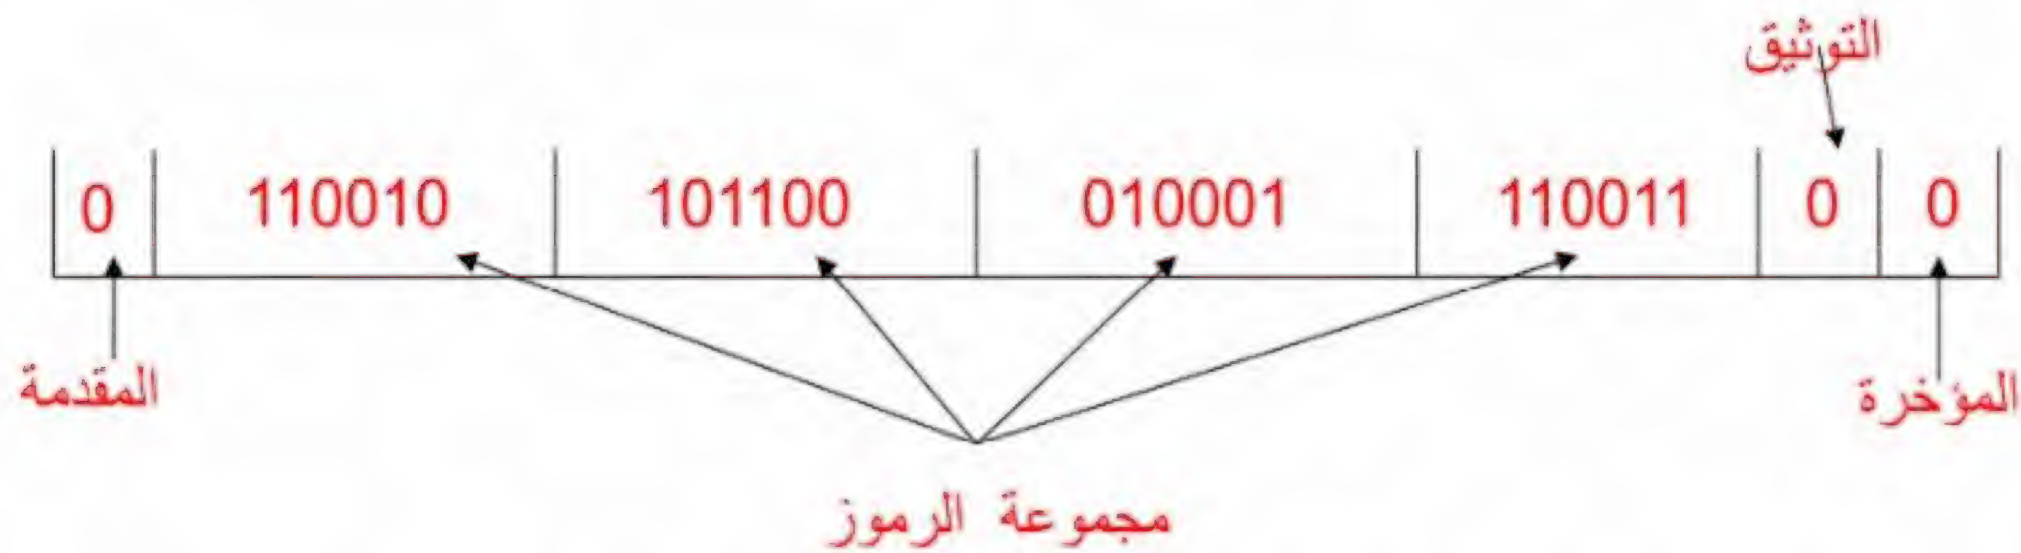 التوثيق
0 110010 101100 010001 110011 0 0
المقدمة
المؤخرة
مجموعة الرموز